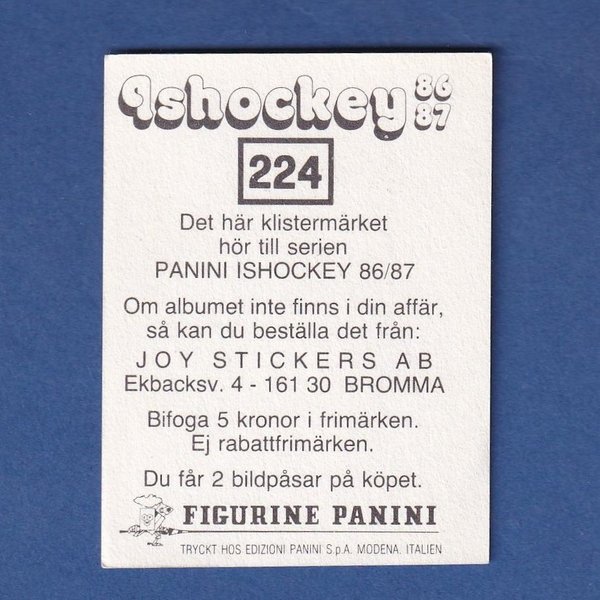 Ishockey 86
87
224
Det här klistermärket
hör till serien
PANINI ISHOCKEY 86/87
Om albumet inte finns i din affär,
så kan du beställa det från:
JOY STICKERS AB
Ekbacksv. 4 - 161 30 BROMMA
Bifoga 5 kronor i frimärken.
Ej rabattfrimärken.
Du får 2 bildpåsar på köpet.
FIGURINE PANINI
TRYCKT HOS EDIZIONI PANINI S.p.A. MODENA. ITALIEN